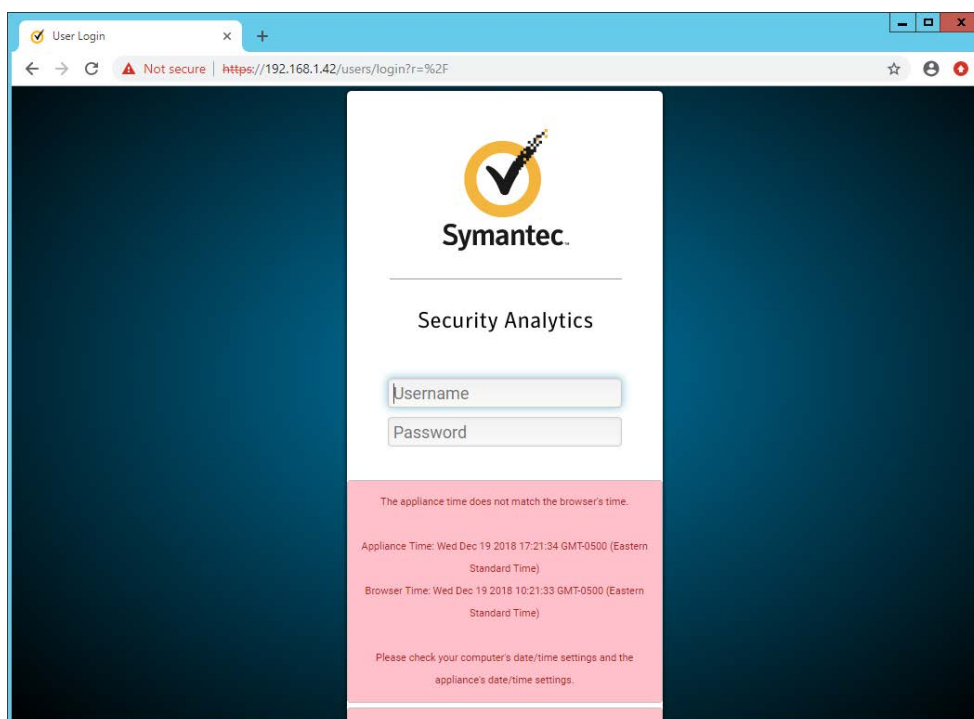 User Login
Not secure | https://192.168.1.42/users/login?r=%2F
Symantec™
Security Analytics
Username
Password
The appliance time does not match the browser's time.
Appliance Time: Wed Dec 19 2018 17:21:34 GMT-0500 (Eastern
Standard Time)
Browser Time: Wed Dec 19 2018 10:21:33 GMT-0500 (Eastern
Standard Time)
Please check your computer's date/time settings and the
appliance's date/time settings.